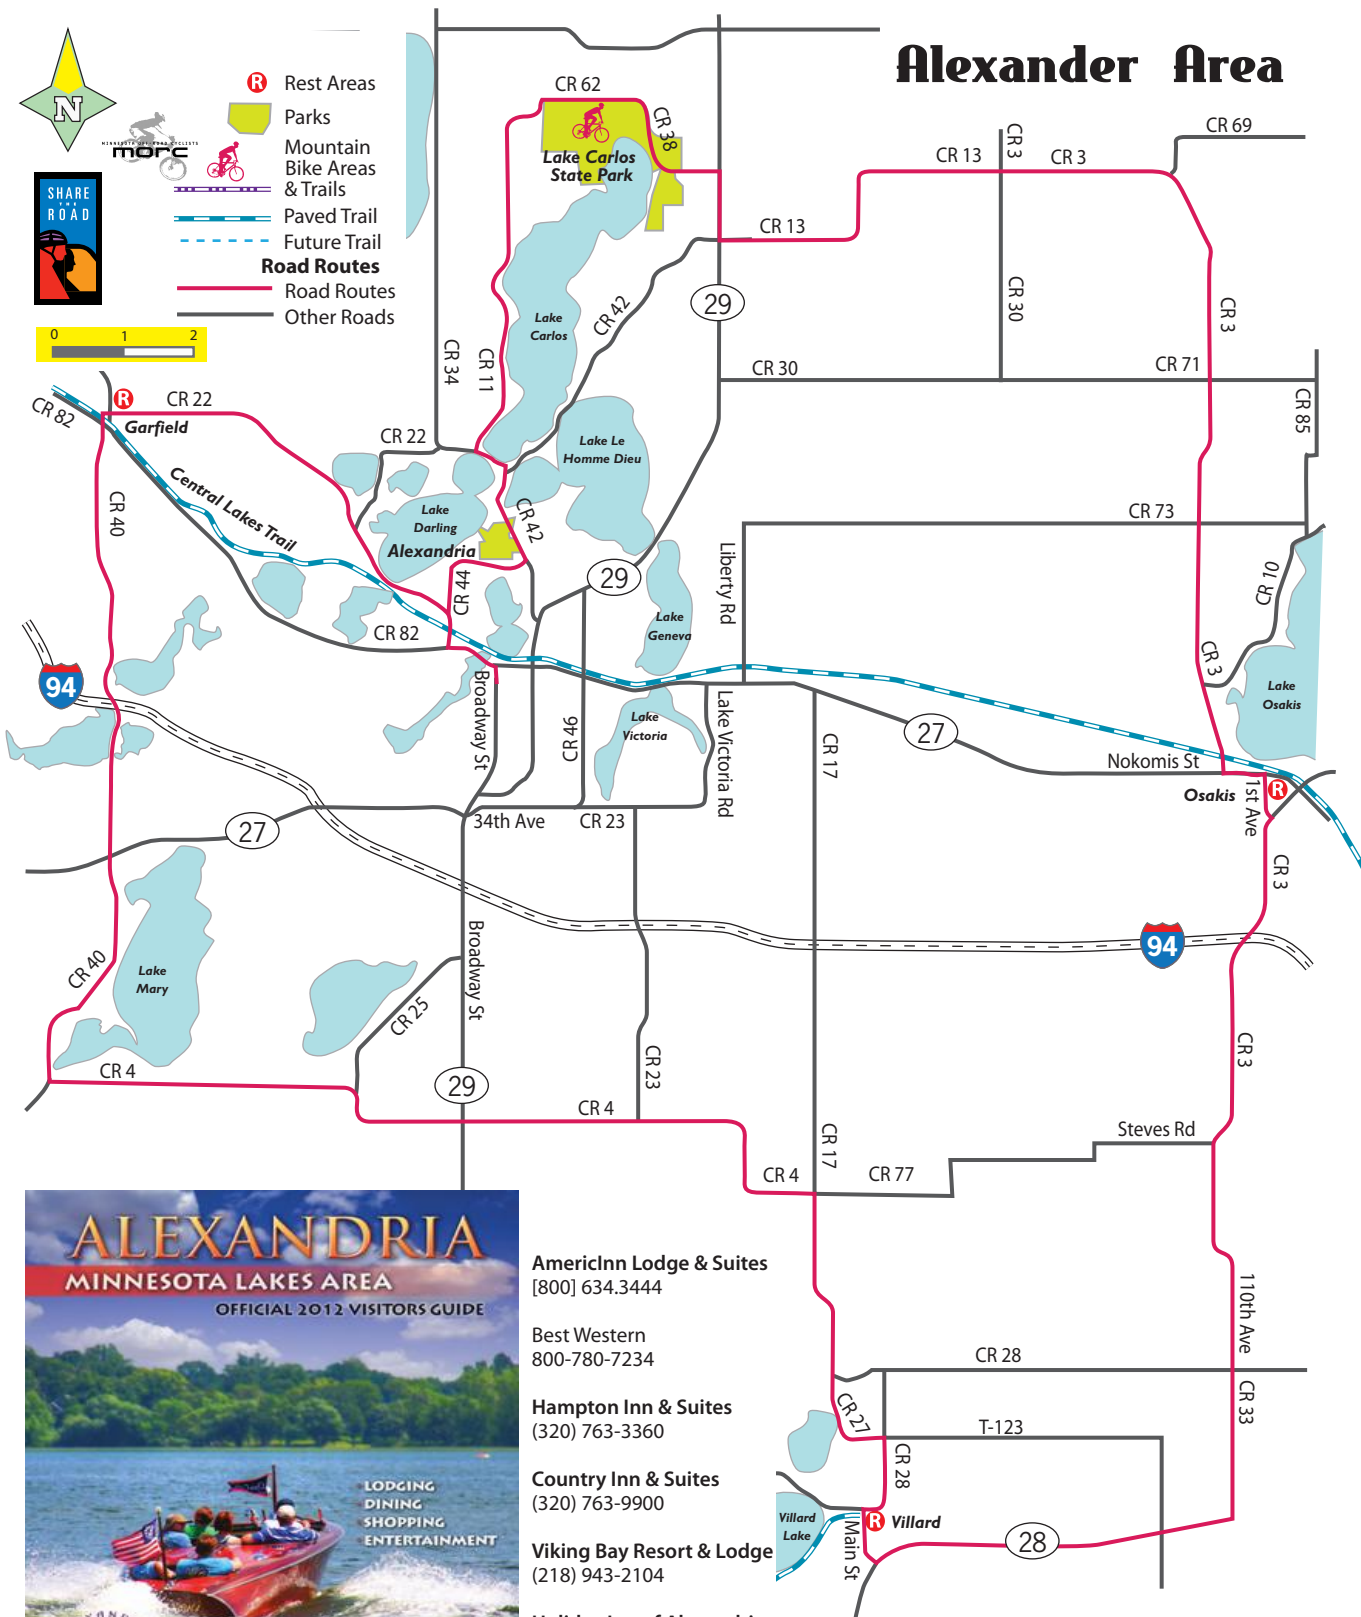 Alexander Area
N
MINNESOTA OFF-ROAD CYCLISTS
morc
SHARE
THE
ROAD
R
Rest Areas
Parks
Mountain
Bike Areas
& Trails
Paved Trail
Future Trail
Road Routes
Road Routes
Other Roads
0 1 2
CR 62
CR 38
Lake Carlos
State Park
CR 13
CR 3
CR 3
CR 69
CR 13
29
CR 30
CR 3
CR 42
Lake
Carlos
CR 34
CR 11
CR 30
CR 71
CR 85
CR 82
R
CR 22
Garfield
CR 22
Lake Le
Homme Dieu
CR 40
Central Lakes Trail
Lake
Darling
Alexandria
CR 42
CR 73
Liberty Rd
29
CR 44
CR 10
Lake
Geneva
CR 82
CR 3
94
Broadway St
CR 46
Lake
Victoria
Lake Victoria Rd
CR 17
27
Lake
Osakis
Nokomis St
Osakis
R
1st Ave
27
34th Ave
CR 23
CR 3
94
CR 40
Lake
Mary
Broadway St
CR 25
CR 23
CR 3
CR 4
29
CR 4
CR 17
Steves Rd
CR 4
CR 77
110th Ave
CR 28
CR 33
CR 27
T-123
CR 28
Villard
Lake
Main St
R
Villard
28
ALEXANDRIA
MINNESOTA LAKES AREA
OFFICIAL 2012 VISITORS GUIDE
LODGING
DINING
SHOPPING
ENTERTAINMENT
AmericInn Lodge & Suites
[800] 634.3444
Best Western
800-780-7234
Hampton Inn & Suites
(320) 763-3360
Country Inn & Suites
(320) 763-9900
Viking Bay Resort & Lodge
(218) 943-2104